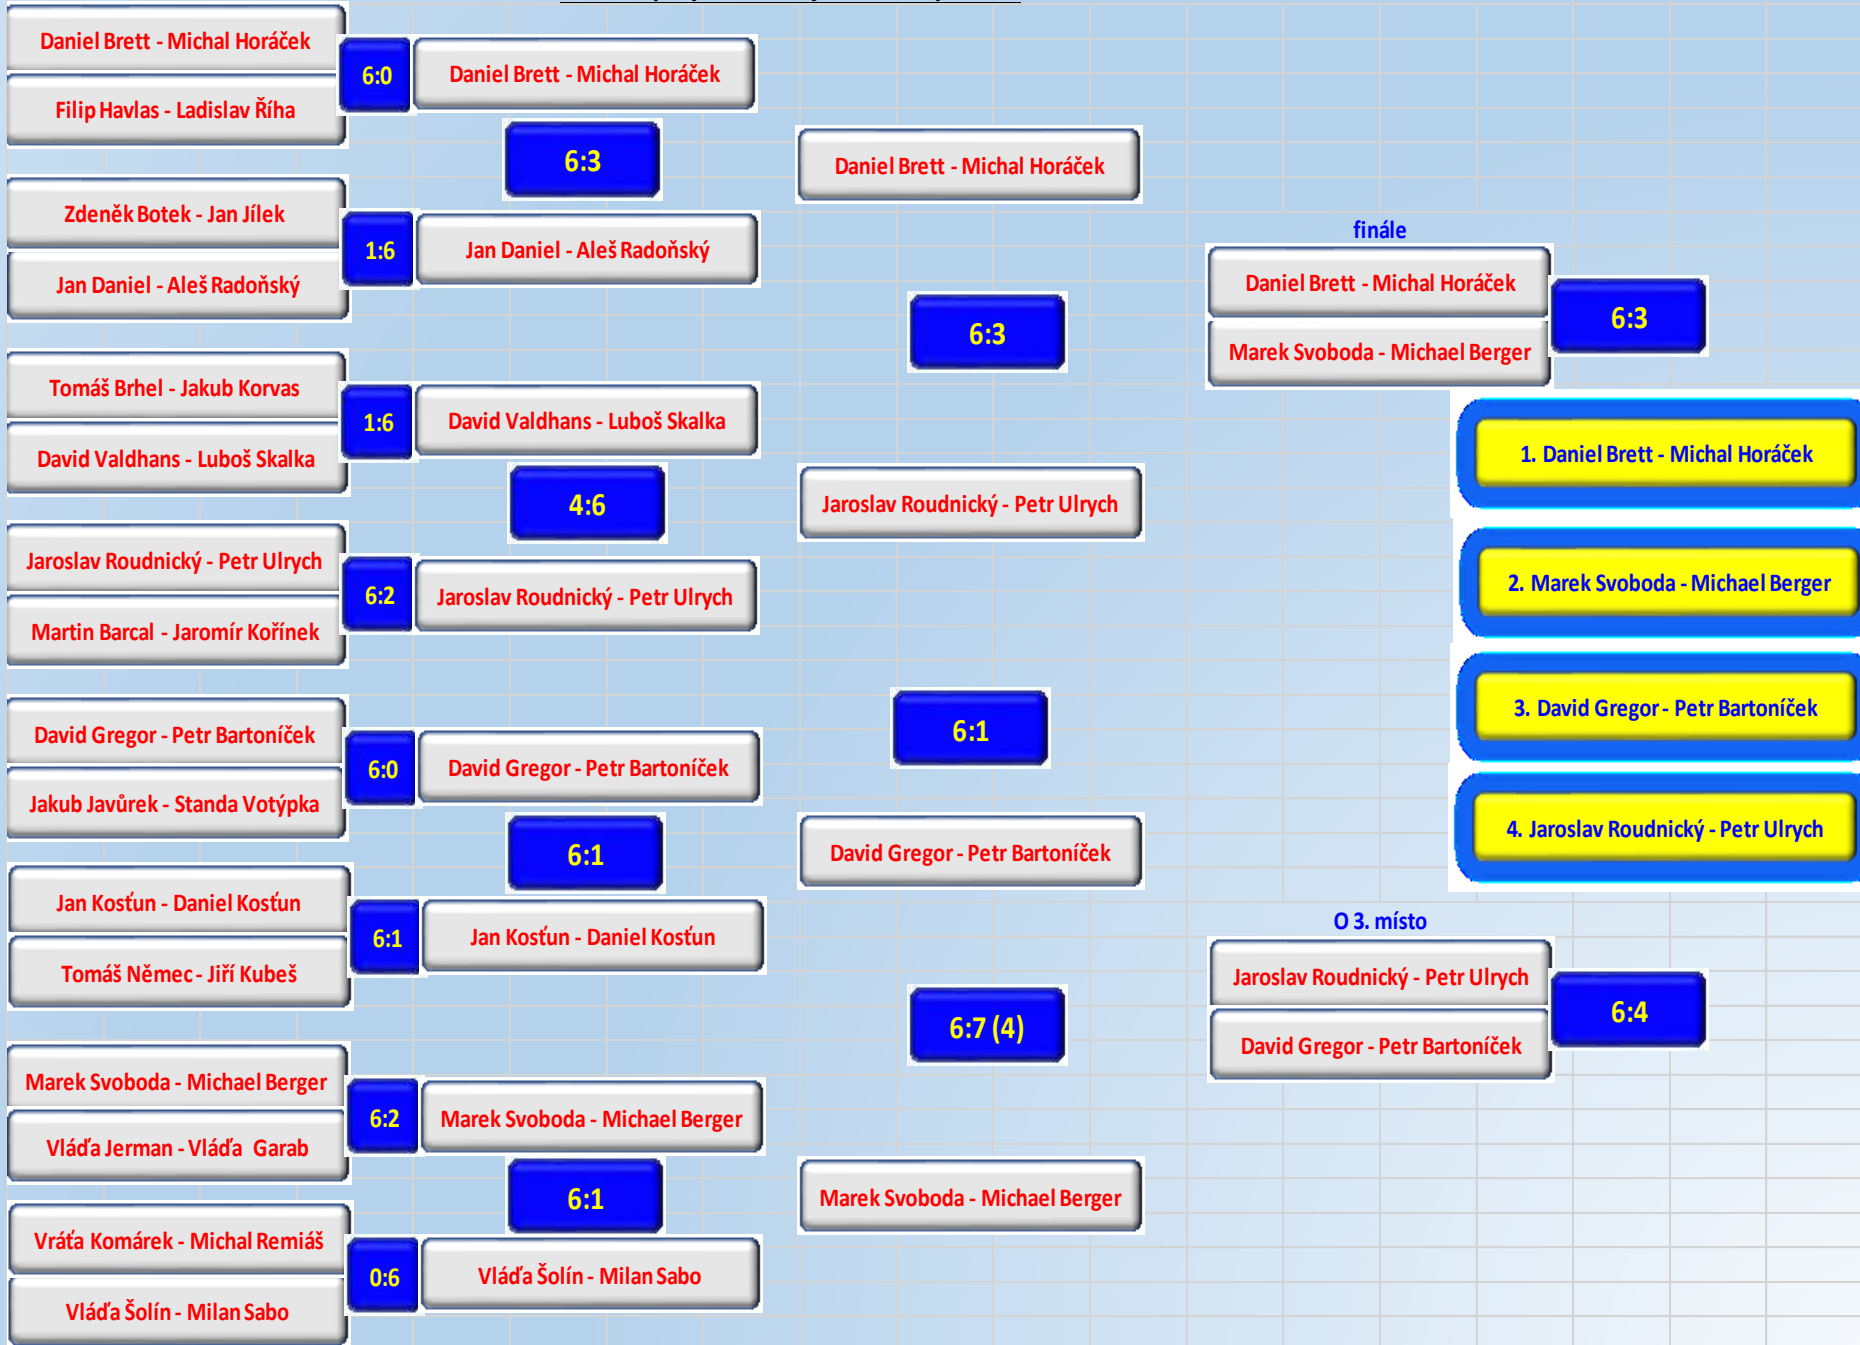 Daniel Brett - Michal Horáček
Filip Havlas - Ladislav Říha
6:0
Zdeněk Botek - Jan Jílek
Jan Daniel - Aleš Radoňský
1:6
Tomáš Brhel - Jakub Korvas
David Valdhans - Luboš Skalka
1:6
Jaroslav Roudnický - Petr Ulrych
Martin Barcal - Jaromír Kořínek
6:2
David Gregor - Petr Bartoníček
Jakub Javůrek - Standa Votýpka
6:0
Jan Kosťun - Daniel Kosťun
Tomáš Němec - Jiří Kubeš
6:1
Marek Svoboda - Michael Berger
Vláďa Jerman - Vláďa  Garab
6:2
Vráťa Komárek - Michal Remiáš
Vláďa Šolín - Milan Sabo
0:6
Daniel Brett - Michal Horáček
6:3
Jan Daniel - Aleš Radoňský
David Valdhans - Luboš Skalka
4:6
Jaroslav Roudnický - Petr Ulrych
David Gregor - Petr Bartoníček
6:1
Jan Kosťun - Daniel Kosťun
Marek Svoboda - Michael Berger
6:1
Vláďa Šolín - Milan Sabo
Daniel Brett - Michal Horáček
6:3
Jaroslav Roudnický - Petr Ulrych
6:1
David Gregor - Petr Bartoníček
6:7 (4)
Marek Svoboda - Michael Berger
finále
Daniel Brett - Michal Horáček
Marek Svoboda - Michael Berger
6:3
1. Daniel Brett - Michal Horáček
2. Marek Svoboda - Michael Berger
3. David Gregor - Petr Bartoníček
4. Jaroslav Roudnický - Petr Ulrych
O 3. místo
Jaroslav Roudnický - Petr Ulrych
David Gregor - Petr Bartoníček
6:4